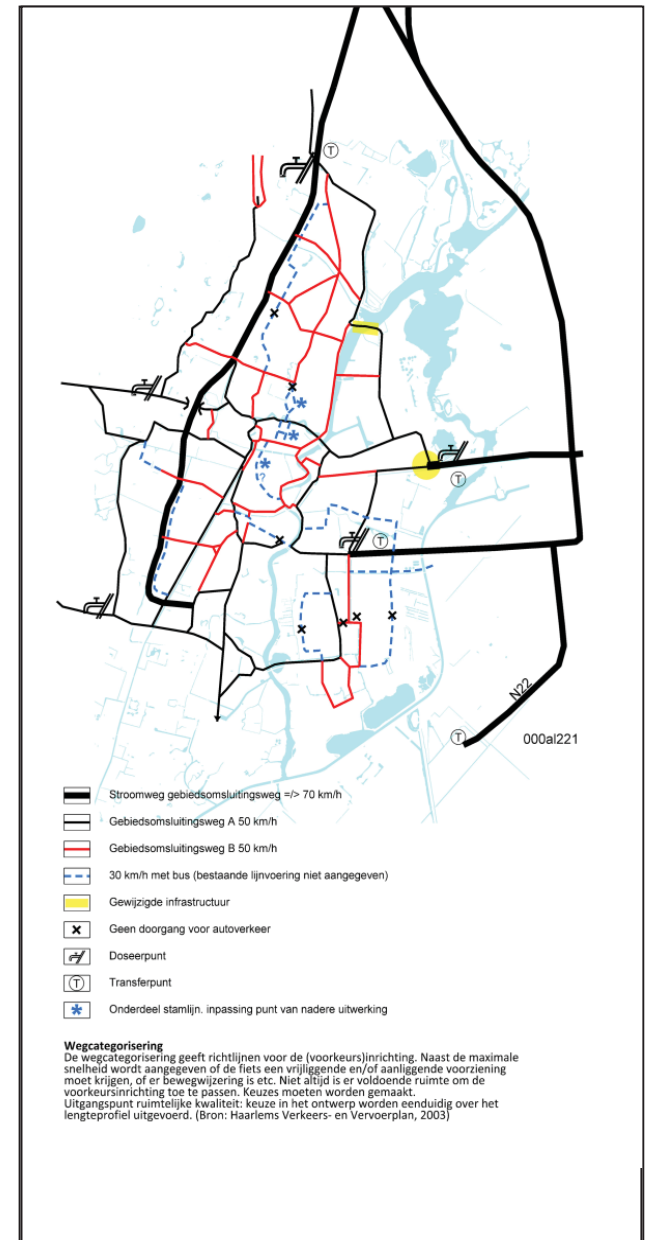 T
T
T
?
N22
T
000al221
Stroomweg gebiedsomsluitingsweg =/> 70 km/h
Gebiedsomsluitingsweg A 50 km/h
Gebiedsomsluitingsweg B 50 km/h
30 km/h met bus (bestaande lijnvoering niet aangegeven)
Gewijzigde infrastructuur
Geen doorgang voor autoverkeer
Doseerpunt
T Transferpunt
Onderdeel stamlijn. inpassing punt van nadere uitwerking
Wegcategorisering
De wegcategorisering geeft richtlijnen voor de (voorkeurs)inrichting. Naast de maximale
snelheid wordt aangegeven of de fiets een vrijliggende en/of aanliggende voorziening
moet krijgen, of er bewegwijzering is etc. Niet altijd is er voldoende ruimte om de
voorkeursinrichting toe te passen. Keuzes moeten worden gemaakt.
Uitgangspunt ruimtelijke kwaliteit: keuze in het ontwerp worden eenduidig over het
lengteprofiel uitgevoerd. (Bron: Haarlems Verkeers- en Vervoerplan, 2003)